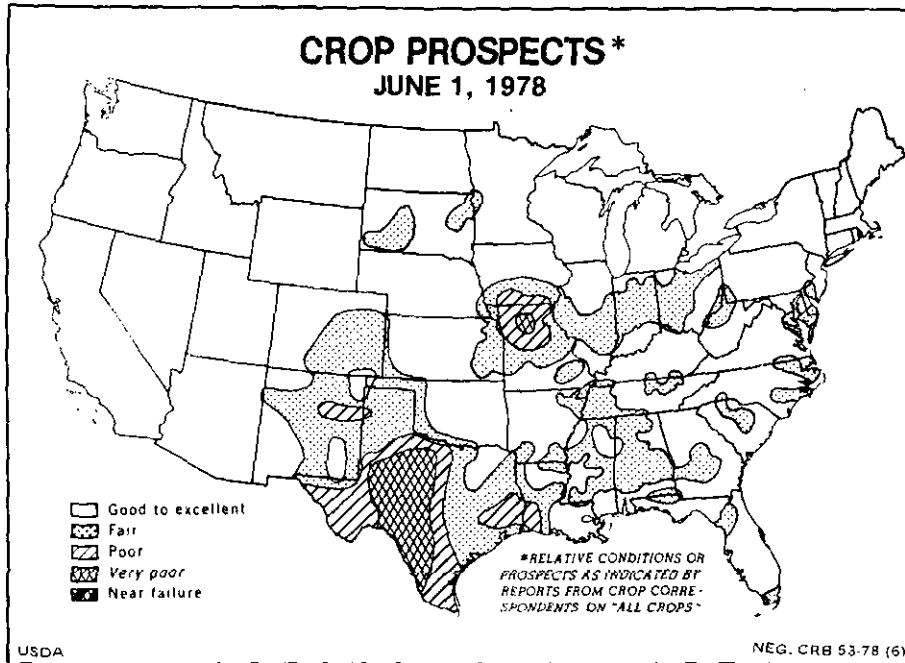 CROP PROSPECTS*
JUNE 1, 1978
Good to excellent
Fair
Poor
Very poor
Near failure
*RELATIVE CONDITIONS OR
PROSPECTS AS INDICATED BY
REPORTS FROM CROP CORRE-
SPONDENTS ON "ALL CROPS"
USDA
NEG. CRB 53-78 (6)